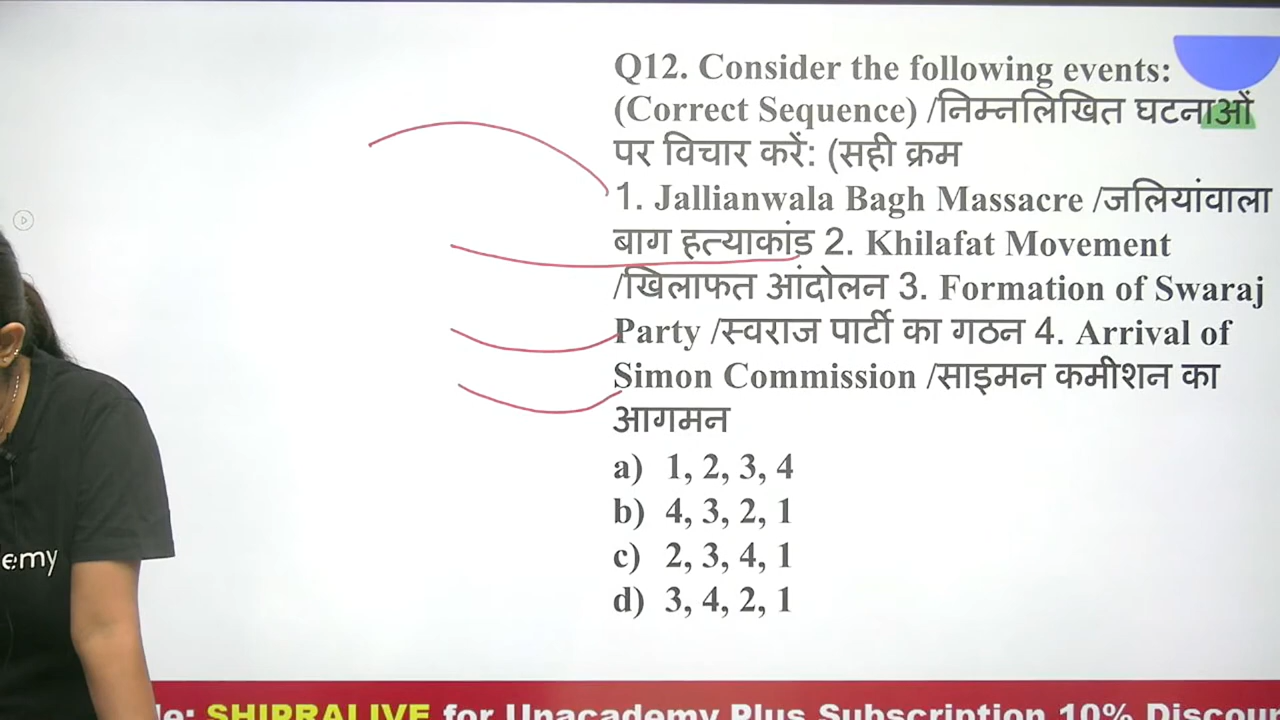 Q12. Consider the following events:
(Correct Sequence) /निम्नलिखित घटनाओं
पर विचार करें: (सही क्रम
1. Jallianwala Bagh Massacre /जलियांवाला
बाग हत्याकांड 2. Khilafat Movement
/खिलाफत आंदोलन 3. Formation of Swaraj
Party /स्वराज पार्टी का गठन 4. Arrival of
Simon Commission /साइमन कमीशन का
आगमन
a) 1, 2, 3, 4
b) 4, 3, 2, 1
c) 2, 3, 4, 1
d) 3, 4, 2, 1
emy
le: SHIPRALIVE for Unacademy Plus Subscription 10% Discou